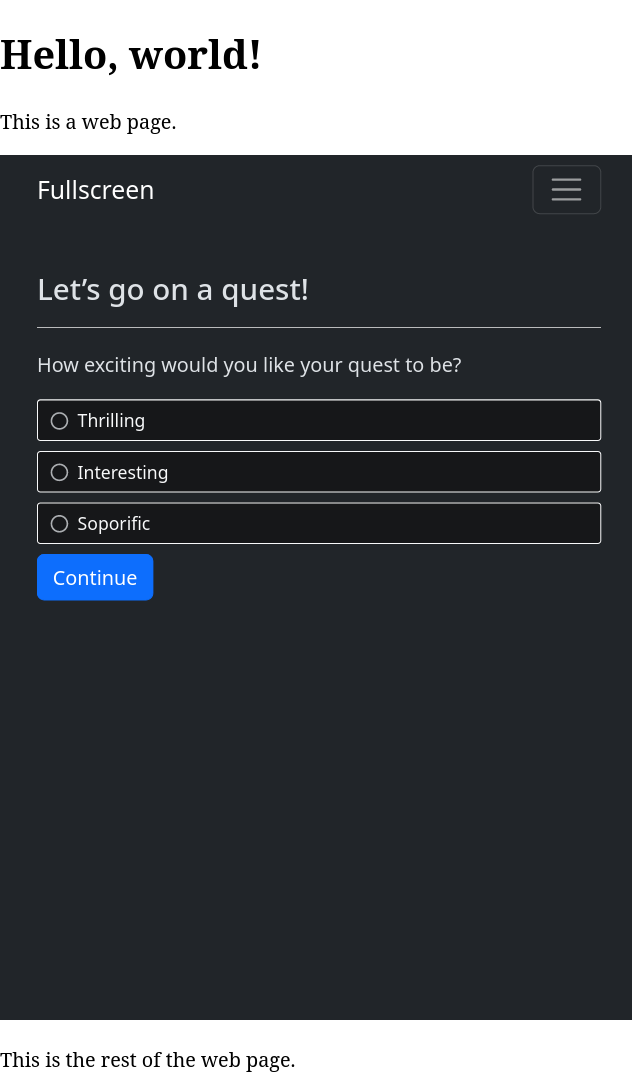 Hello, world!
This is a web page.
Fullscreen
Let’s go on a quest!
How exciting would you like your quest to be?
Thrilling
Interesting
Soporific
Continue
This is the rest of the web page.